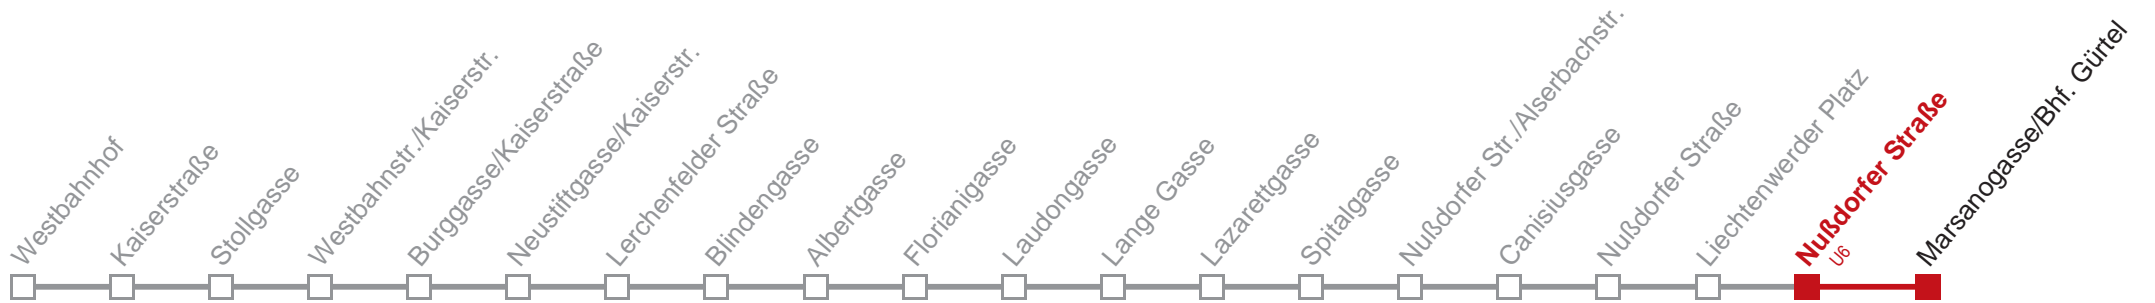 Westbahnhof
Kaiserstraße
Stollgasse
Westbahnstr./Kaiserstr.
Burggasse/Kaiserstraße
Neustiftgasse/Kaiserstr.
Lerchenfelder Straße
Blindengasse
Albertgasse
Florianigasse
Laudongasse
Lange Gasse
Lazarettgasse
Spitalgasse
Nußdorfer Str./Alserbachstr.
Canisiusgasse
Nußdorfer Straße
Liechtenwerder Platz
Nußdorfer Straße
U6
Marsanogasse/Bhf. Gürtel